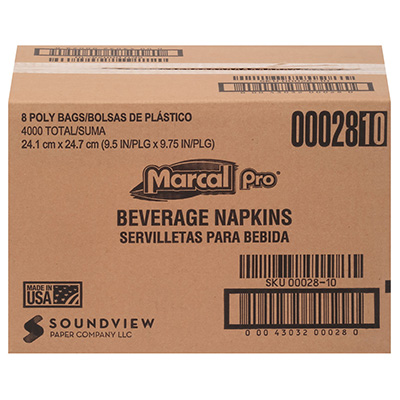 8 POLY BAGS/BOLSAS DE PLÁSTICO
4000 TOTAL/SUMA
24.1 cm x 24.7 cm (9.5 IN/PLG x 9.75 IN/PLG)
0002810
Marcal Pro
BEVERAGE NAPKINS
SERVILLETAS PARA BEBIDA
SKU 00028-10
MADE IN
USA
SOUNDVIEW
PAPER COMPANY LLC
0 00 43032 00028 0